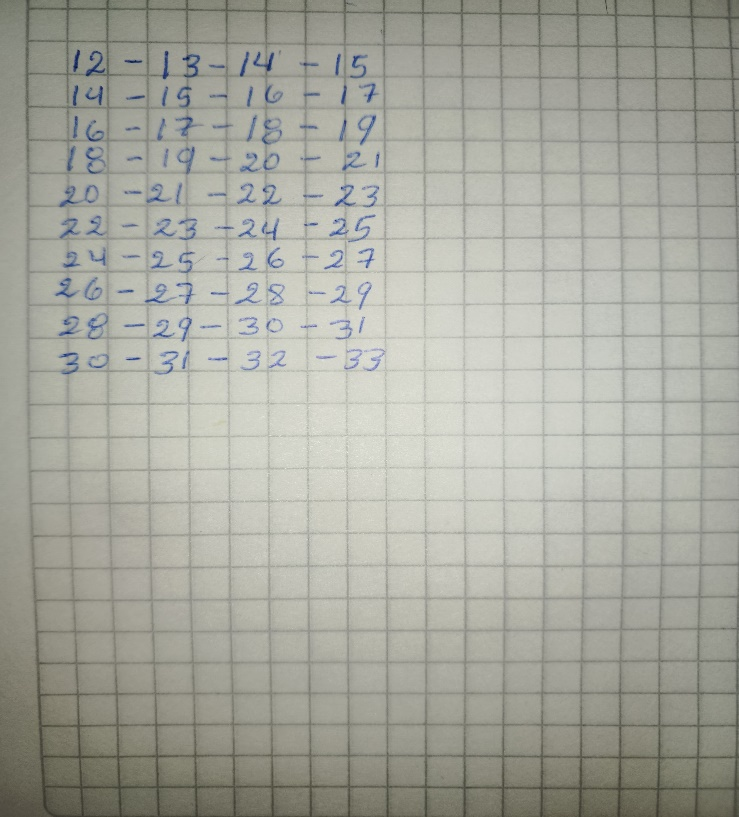 12 - 13 - 14 - 15
14 - 15 - 16 - 17
16 - 17 - 18 - 19
18 - 19 - 20 - 21
20 - 21 - 22 - 23
22 - 23 - 24 - 25
24 - 25 - 26 - 27
26 - 27 - 28 - 29
28 - 29 - 30 - 31
30 - 31 - 32 - 33